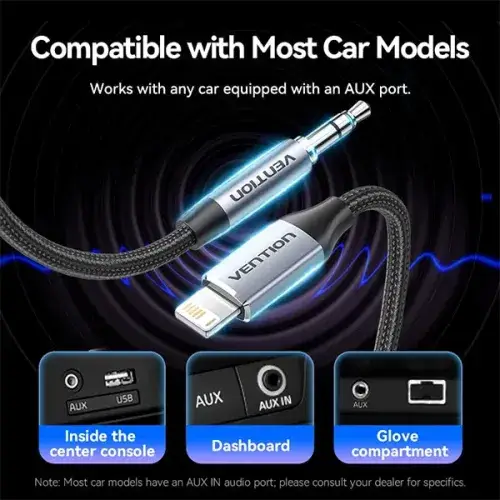 Compatible with Most Car Models
Works with any car equipped with an AUX port.
VENTION
VENTION
AUX
USB
AUX
AUX IN
AUX
Inside the
center console
Dashboard
Glove
compartment
Note: Most car models have an AUX IN audio port; please consult your dealer for specifics.